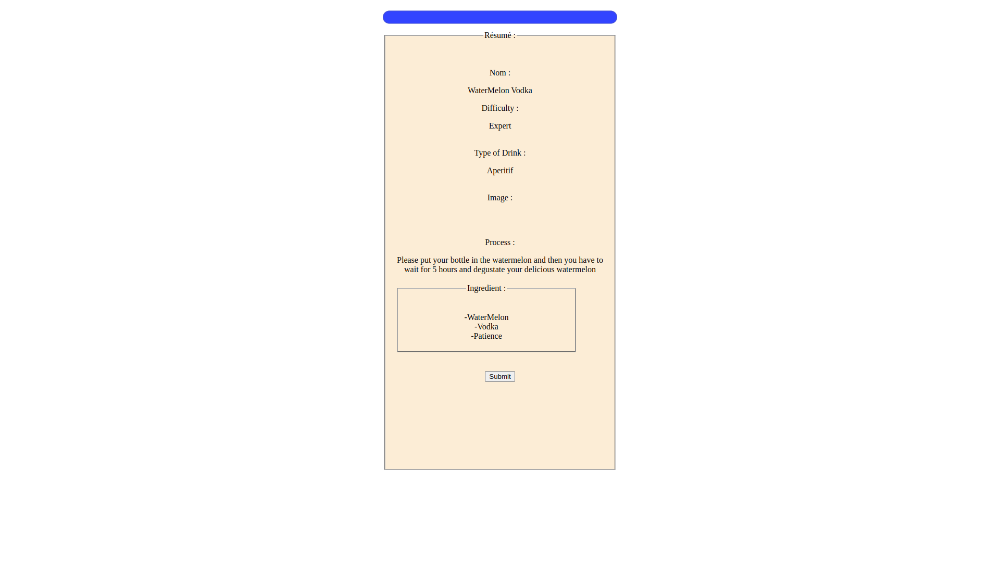 Résumé :
Nom :
WaterMelon Vodka
Difficulty :
Expert
Type of Drink :
Aperitif
Image :
Process :
Please put your bottle in the watermelon and then you have to
wait for 5 hours and degustate your delicious watermelon
Ingredient :
-WaterMelon
-Vodka
-Patience
Submit